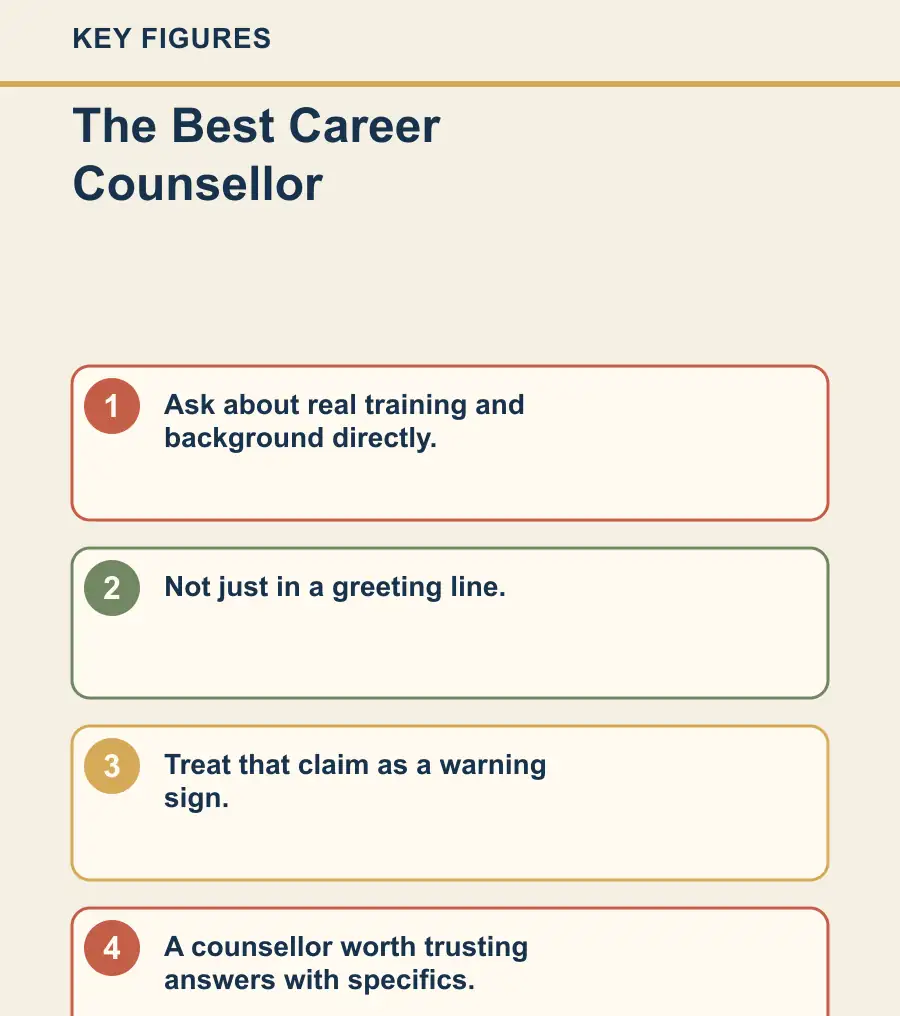 KEY FIGURES
The Best Career
Counsellor
1
Ask about real training and
background directly.
2
Not just in a greeting line.
3
Treat that claim as a warning
sign.
4
A counsellor worth trusting
answers with specifics.